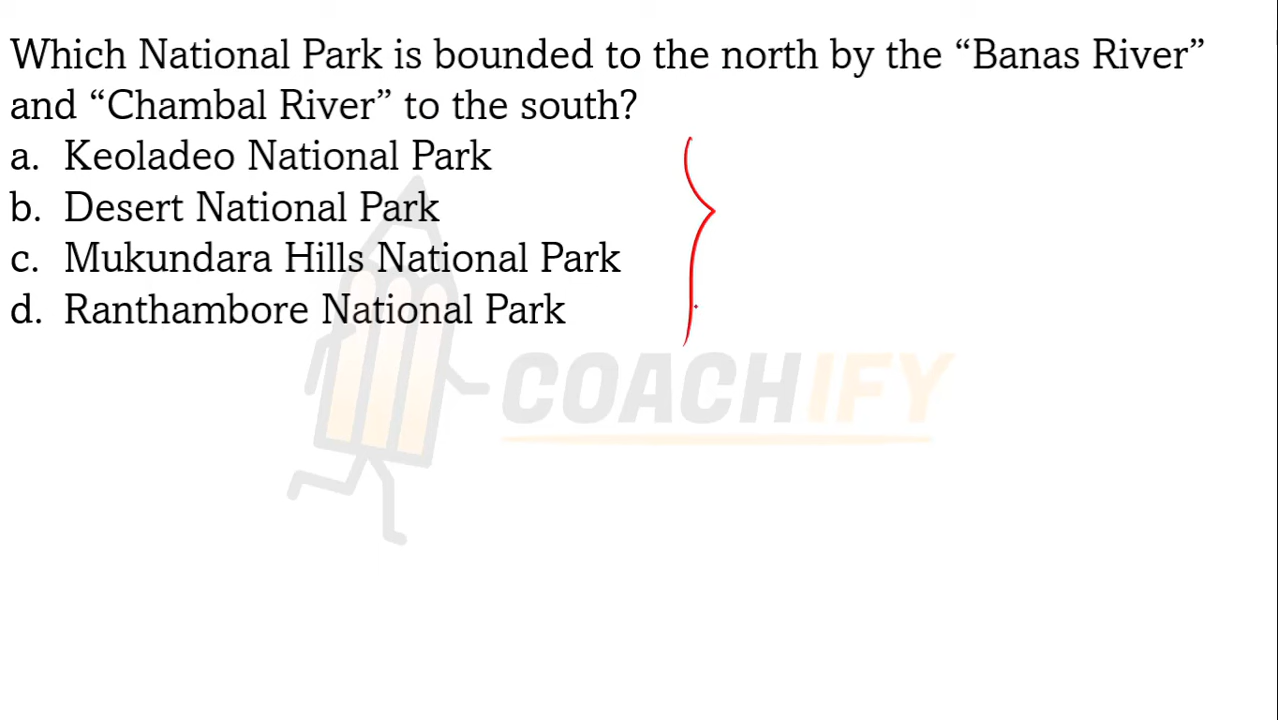 Which National Park is bounded to the north by the “Banas River”
and “Chambal River” to the south?
a. Keoladeo National Park
b. Desert National Park
c. Mukundara Hills National Park
d. Ranthambore National Park
COACHIFY